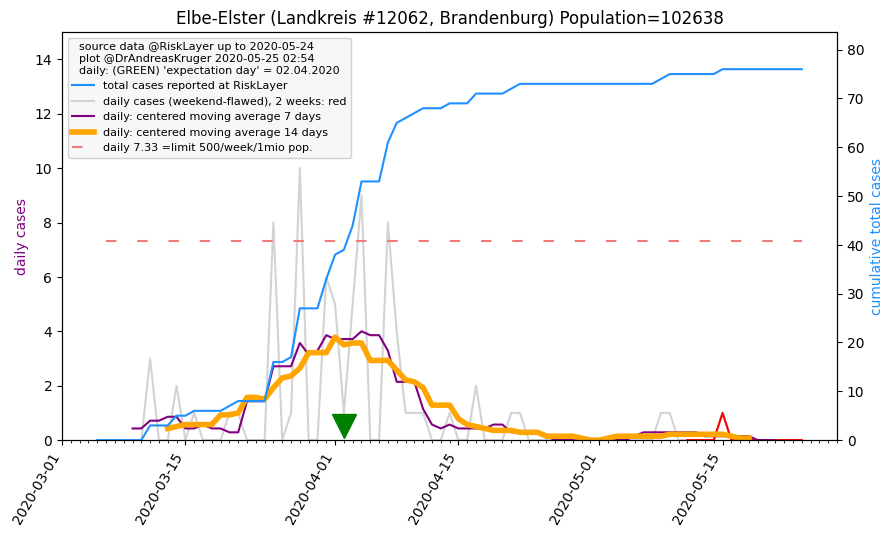 Elbe-Elster (Landkreis #12062, Brandenburg) Population=102638
source data @RiskLayer up to 2020-05-24
plot @DrAndreasKruger 2020-05-25 02:54
daily: (GREEN) 'expectation day' = 02.04.2020
total cases reported at RiskLayer
daily cases (weekend-flawed), 2 weeks: red
daily: centered moving average 7 days
daily: centered moving average 14 days
daily 7.33 =limit 500/week/1mio pop.
daily cases
14
12
10
8
6
4
2
0
80
70
60
50
40
30
20
10
0
cumulative total cases
2020-03-01
2020-03-15
2020-04-01
2020-04-15
2020-05-01
2020-05-15